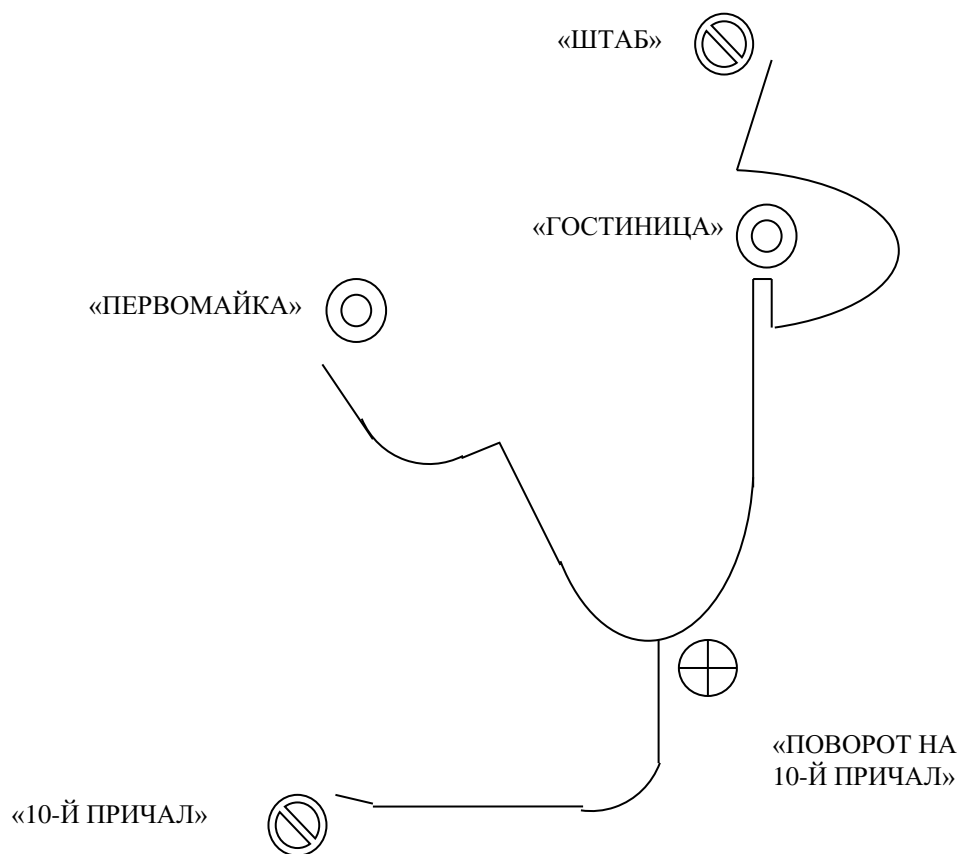 «ШТАБ»
«ГОСТИНИЦА»
«ПЕРВОМАЙКА»
«ПОВОРОТ НА
10-Й ПРИЧАЛ»
«10-Й ПРИЧАЛ»